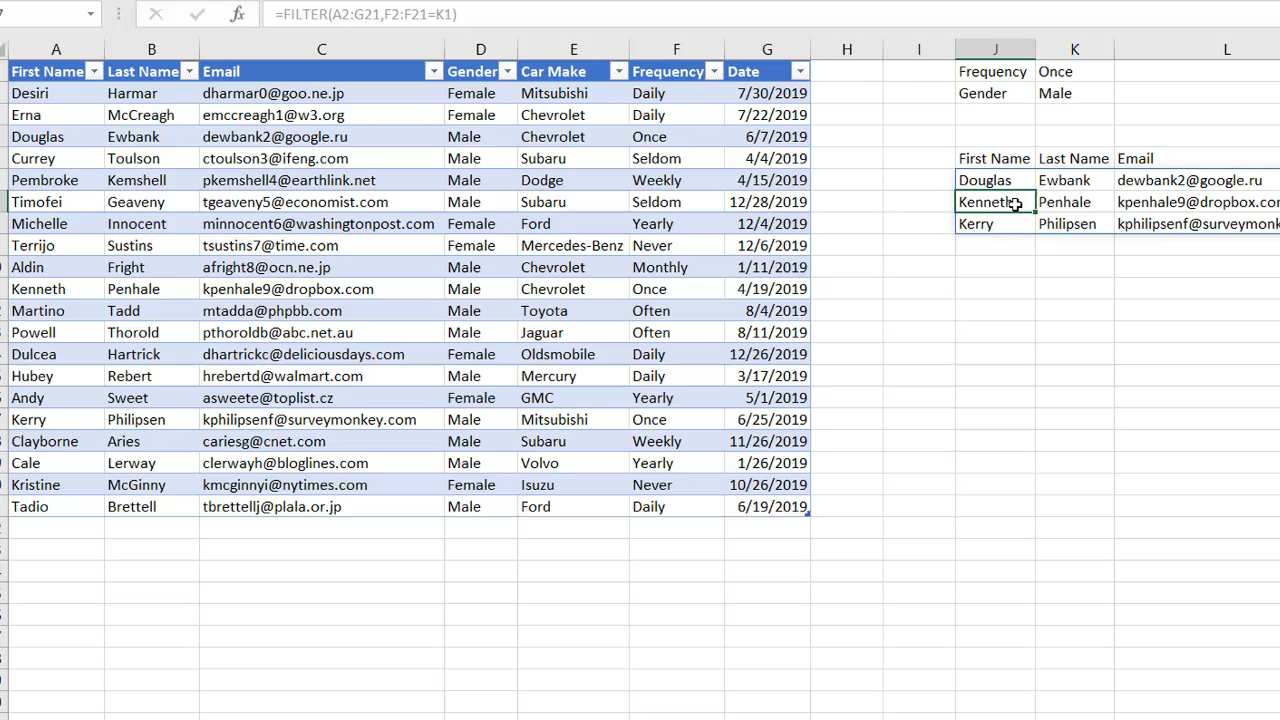 7 =FILTER(A2:G21,F2:F21=K1)
A B C D E F G H I J K L
First Name Last Name Email Gender Car Make Frequency Date Frequency Once
Desiri Harmar dharmar0@goo.ne.jp Female Mitsubishi Daily 7/30/2019 Gender Male
Erna McCreagh emccreagh1@w3.org Female Chevrolet Daily 7/22/2019
Douglas Ewbank dewbank2@google.ru Male Chevrolet Once 6/7/2019
Currey Toulson ctoulson3@ifeng.com Male Subaru Seldom 4/4/2019 First Name Last Name Email
Pembroke Kemshell pkemshell4@earthlink.net Male Dodge Weekly 4/15/2019 Douglas Ewbank dewbank2@google.ru
Timofei Geaveny tgeaveny5@economist.com Male Subaru Seldom 12/28/2019 Kenneth Penhale kpenhale9@dropbox.cor
Michelle Innocent minnocent6@washingtonpost.com Female Ford Yearly 12/4/2019 Kerry Philipsen kphilipsenf@surveymonk
Terrijo Sustins tsustins7@time.com Female Mercedes-Benz Never 12/6/2019
Aldin Fright afright8@ocn.ne.jp Male Chevrolet Monthly 1/11/2019
Kenneth Penhale kpenhale9@dropbox.com Male Chevrolet Once 4/19/2019
Martino Tadd mtadda@phpbb.com Male Toyota Often 8/4/2019
Powell Thorold pthoroldb@abc.net.au Male Jaguar Often 8/11/2019
Dulcea Hartrick dhartrickc@deliciousdays.com Female Oldsmobile Daily 12/26/2019
Hubey Rebert hrebertd@walmart.com Male Mercury Daily 3/17/2019
Andy Sweet asweete@toplist.cz Female GMC Yearly 5/1/2019
Kerry Philipsen kphilipsenf@surveymonkey.com Male Mitsubishi Once 6/25/2019
Clayborne Aries cariesg@cnet.com Male Subaru Weekly 11/26/2019
Cale Lerway clerwayh@bloglines.com Male Volvo Yearly 1/26/2019
Kristine McGinny kmcginnyi@nytimes.com Female Isuzu Never 10/26/2019
Tadio Brettell tbrettellj@plala.or.jp Male Ford Daily 6/19/2019